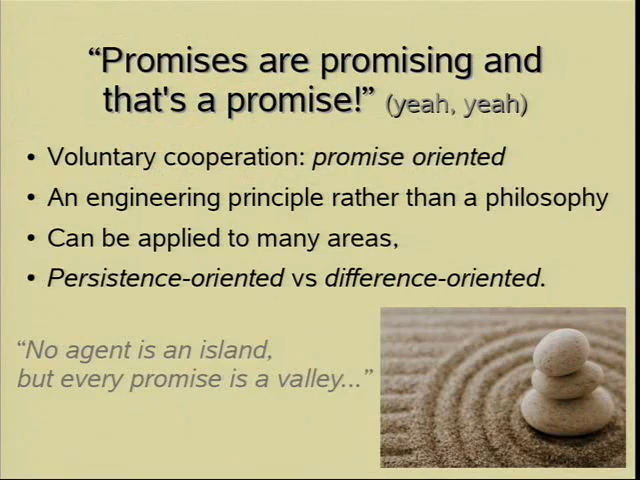 “Promises are promising and
that's a promise!” (yeah, yeah)
• Voluntary cooperation: promise oriented
• An engineering principle rather than a philosophy
• Can be applied to many areas,
• Persistence-oriented vs difference-oriented.
“No agent is an island,
but every promise is a valley...”